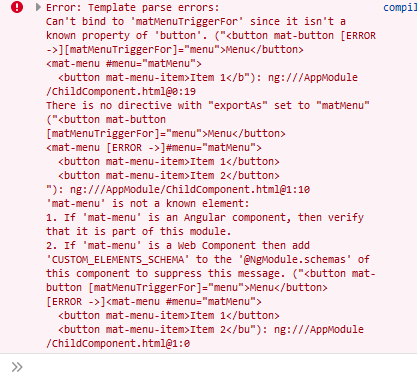 Error: Template parse errors: compil
Can't bind to 'matMenuTriggerFor' since it isn't a
known property of 'button'. ("<button mat-button [ERROR
->][matMenuTriggerFor]="menu">Menu</button>
<mat-menu #menu="matMenu">
<button mat-menu-item>Item 1</b"): ng:///AppModule
/ChildComponent.html@0:19
There is no directive with "exportAs" set to "matMenu"
("<button mat-button
[matMenuTriggerFor]="menu">Menu</button>
<mat-menu [ERROR ->]#menu="matMenu">
<button mat-menu-item>Item 1</button>
<button mat-menu-item>Item 2</button>
"): ng:///AppModule/ChildComponent.html@1:10
'mat-menu' is not a known element:
1. If 'mat-menu' is an Angular component, then verify
that it is part of this module.
2. If 'mat-menu' is a Web Component then add
'CUSTOM_ELEMENTS_SCHEMA' to the '@NgModule.schemas' of
this component to suppress this message. ("<button mat-
button [matMenuTriggerFor]="menu">Menu</button>
[ERROR ->]<mat-menu #menu="matMenu">
<button mat-menu-item>Item 1</button>
<button mat-menu-item>Item 2</bu"): ng:///AppModule
/ChildComponent.html@1:0